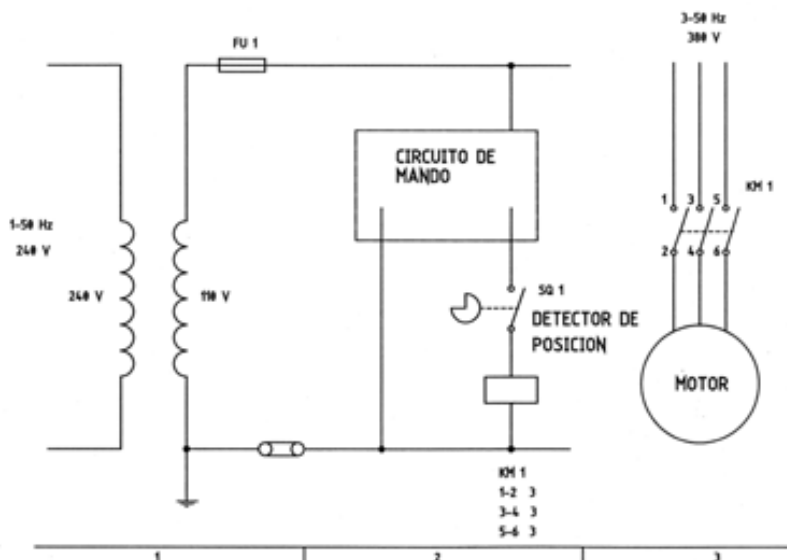 FU 1
3-50 Hz
380 V
CIRCUITO DE
MANDO
1 3 5
KM 1
2 4 6
1-50 Hz
240 V
240 V
110 V
SQ 1
DETECTOR DE
POSICION
MOTOR
KM 1
1-2 3
3-4 3
5-6 3
1 2 3